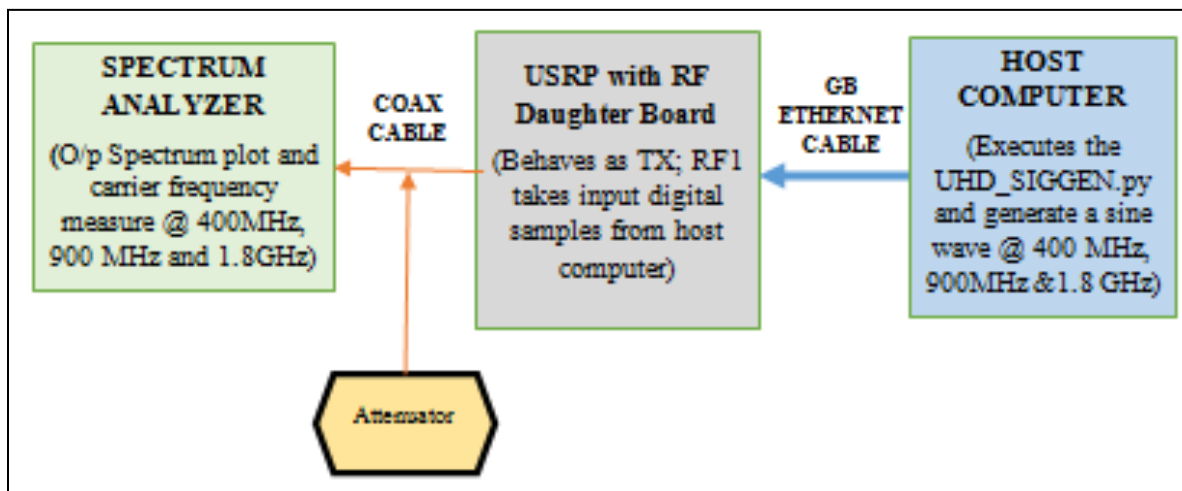 SPECTRUM
ANALYZER
(O/p Spectrum plot and
carrier frequency
measure @ 400MHz,
900 MHz and 1.8GHz)
COAX
CABLE
USRP with RF
Daughter Board
(Behaves as TX; RF1
takes input digital
samples from host
computer)
GB
ETHERNET
CABLE
HOST
COMPUTER
(Executes the
UHD_SIGGEN.py
and generate a sine
wave @ 400 MHz,
900MHz &1.8 GHz)
Attenuator